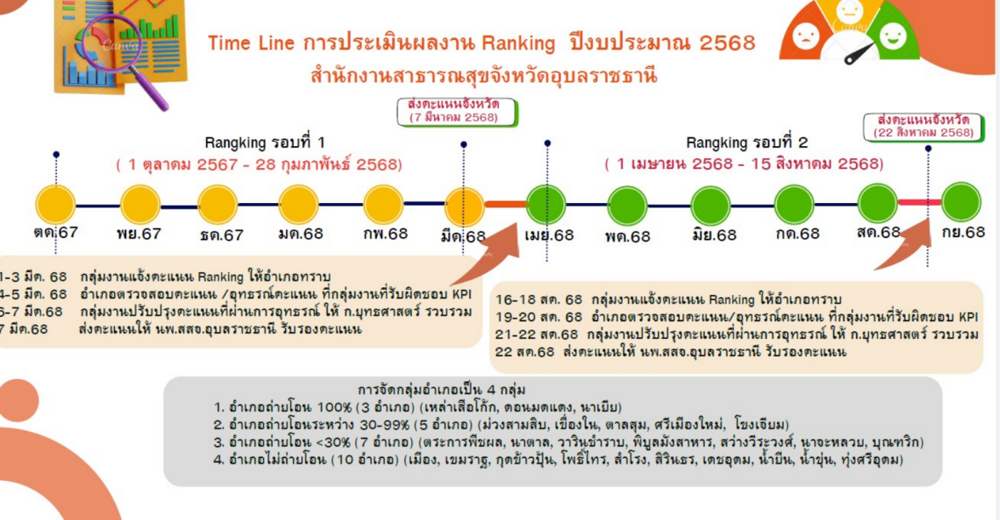 Time Line การประเมินผลงาน Ranking ปีงบประมาณ 2568
สำนักงานสาธารณสุขจังหวัดอุบลราชธานี
ส่งคะแนนจังหวัด
(7 มีนาคม 2568)
ส่งคะแนนจังหวัด
(22 สิงหาคม 2568)
Rangking รอบที่ 1
( 1 ตุลาคม 2567 - 28 กุมภาพันธ์ 2568)
Rangking รอบที่ 2
( 1 เมษายน 2568 - 15 สิงหาคม 2568)
ตค.67 พย.67 ธค.67 มค.68 กพ.68 มีค.68 เมย.68 พค.68 มิย.68 กค.68 สค.68 กย.68
1-3 มีค. 68 กลุ่มงานแจ้งคะแนน Ranking ให้อำเภอทราบ
4-5 มีค. 68 อำเภอตรวจสอบคะแนน /อุทธรณ์คะแนน ที่กลุ่มงานที่รับผิดชอบ KPI
6-7 มีค.68 กลุ่มงานปรับปรุงคะแนนที่ผ่านการอุทธรณ์ ให้ ก.ยุทธศาสตร์ รวบรวม
7 มีค.68 ส่งคะแนนให้ นพ.สสจ.อุบลราชธานี รับรองคะแนน
16-18 สค. 68 กลุ่มงานแจ้งคะแนน Ranking ให้อำเภอทราบ
19-20 สค. 68 อำเภอตรวจสอบคะแนน/อุทธรณ์คะแนน ที่กลุ่มงานที่รับผิดชอบ KPI
21-22 สค.68 กลุ่มงานปรับปรุงคะแนนที่ผ่านการอุทธรณ์ ให้ ก.ยุทธศาสตร์ รวบรวม
22 สค.68 ส่งคะแนนให้ นพ.สสจ.อุบลราชธานี รับรองคะแนน
การจัดกลุ่มอำเภอเป็น 4 กลุ่ม
1. อำเภอถ่ายโอน 100% (3 อำเภอ) (เหล่าเสือโก้ก, ดอนมดแดง, นาเยีย)
2. อำเภอถ่ายโอนระหว่าง 30-99% (5 อำเภอ) (ม่วงสามสิบ, เขื่องใน, ตาลสุม, ศรีเมืองใหม่, โขงเจียม)
3. อำเภอถ่ายโอน <30% (7 อำเภอ) (ตระการพืชผล, นาตาล, วารินชำราบ, พิบูลมังสาหาร, สว่างวีระวงศ์, นาจะหลวย, บุณฑริก)
4. อำเภอไม่ถ่ายโอน (10 อำเภอ) (เมือง, เขมราฐ, กุดข้าวปุ้น, โพธิ์ไทร, สำโรง, สิรินธร, เดชอุดม, น้ำยืน, น้ำขุ่น, ทุ่งศรีอุดม)